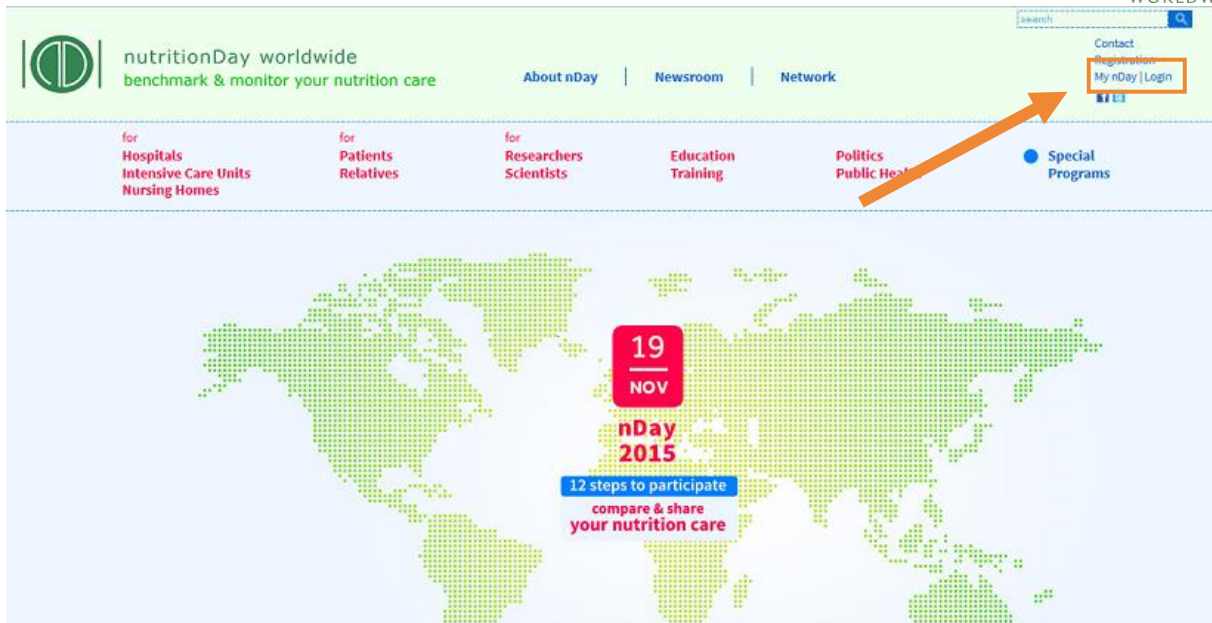 search
Contact
Registration
My nDay | Login
nutritionDay worldwide
benchmark & monitor your nutrition care
About nDay | Newsroom | Network
for
Hospitals
Intensive Care Units
Nursing Homes
for
Patients
Relatives
for
Researchers
Scientists
Education
Training
Politics
Public
Special
Programs
19
NOV
nDay
2015
12 steps to participate
compare & share
your nutrition care